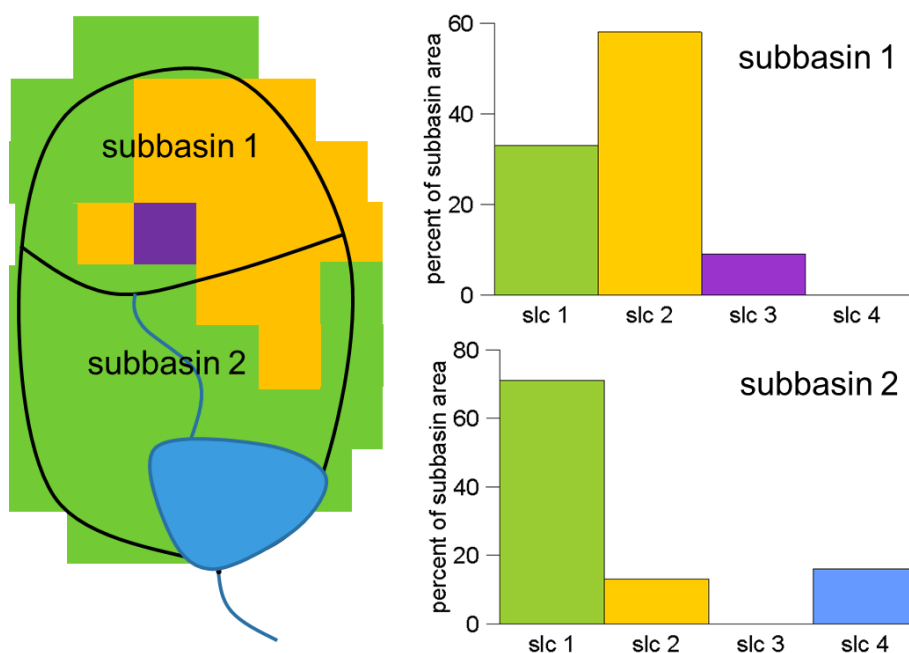 subbasin 1
subbasin 2
subbasin 1
percent of subbasin area
60
40
20
0
slc 1 slc 2 slc 3 slc 4
subbasin 2
percent of subbasin area
80
60
40
20
0
slc 1 slc 2 slc 3 slc 4